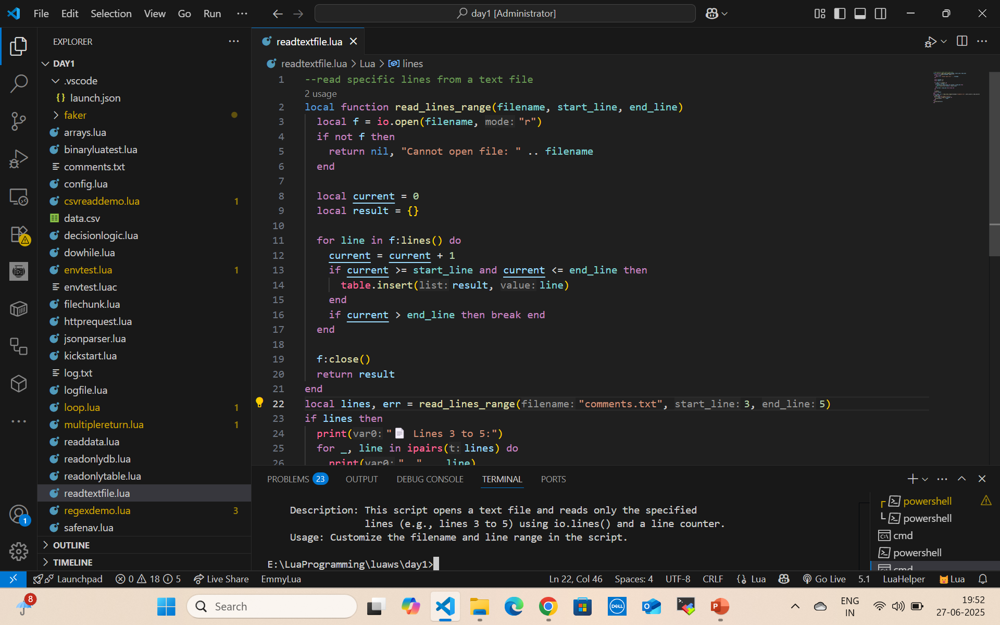 File Edit Selection View Go Run ···
day1 [Administrator]
EXPLORER
DAY1
.vscode
{} launch.json
faker
arrays.lua
binaryluatest.lua
comments.txt
config.lua
csvreaddemo.lua 1
data.csv
decisionlogic.lua
dowhile.lua
envtest.lua 1
envtest.luac
filechunk.lua
httprequest.lua
jsonparser.lua
kickstart.lua
log.txt
logfile.lua
loop.lua 1
multiplereturn.lua 1
readdata.lua
readonlydb.lua
readonlytable.lua
readtextfile.lua
regexdemo.lua 3
safenav.lua
OUTLINE
TIMELINE
1
readtextfile.lua
readtextfile.lua > Lua > lines
1 --read specific lines from a text file
2 usage
2 local function read_lines_range(filename, start_line, end_line)
3 local f = io.open(filename, mode: "r")
4 if not f then
5 return nil, "Cannot open file: " .. filename
6 end
7
8 local current = 0
9 local result = {}
10
11 for line in f:lines() do
12 current = current + 1
13 if current >= start_line and current <= end_line then
14 table.insert(list: result, value: line)
15 end
16 if current > end_line then break end
17 end
18
19 f:close()
20 return result
21 end
22 local lines, err = read_lines_range(filename: "comments.txt", start_line: 3, end_line: 5)
23 if lines then
24 print(var0: "📄 Lines 3 to 5:")
25 for _, line in ipairs(t: lines) do
26 print(var0: " " .. line)
PROBLEMS 23 OUTPUT DEBUG CONSOLE TERMINAL PORTS
Description: This script opens a text file and reads only the specified
lines (e.g., lines 3 to 5) using io.lines() and a line counter.
Usage: Customize the filename and line range in the script.
E:\LuaProgramming\luaws\day1>
powershell
powershell
cmd
powershell
cmd
Launchpad 0 18 5 Live Share EmmyLua Ln 22, Col 46 Spaces: 4 UTF-8 CRLF {} Lua Go Live 5.1 LuaHelper Lua
8
Search
DELL
ENG
IN
19:52
27-06-2025